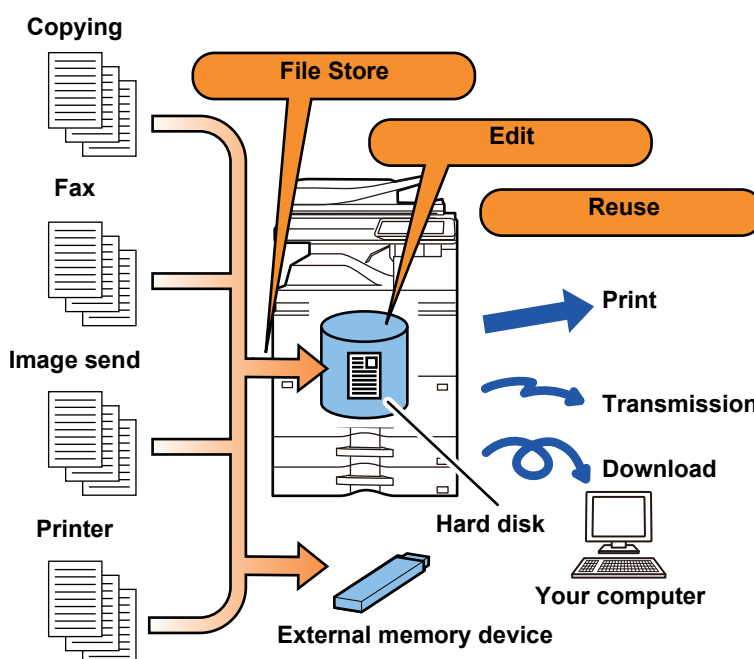 Copying
File Store
Edit
Fax
Reuse
Print
Image send
Transmission
Download
Printer
Hard disk
Your computer
External memory device